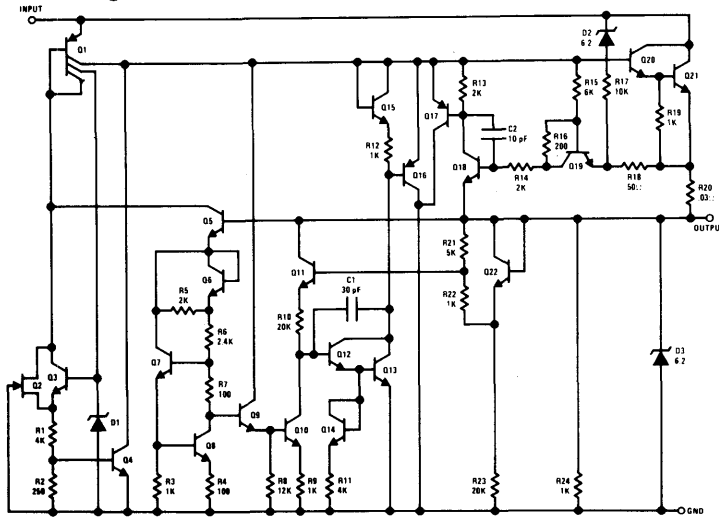 INPUT
Q1
D2
6 2
Q20
Q21
R13
2K
R15
6K
R17
10K
Q15
R12
1K
Q17
C2
10 pF
R16
200
R19
1K
Q16
Q18
R14
2K
Q19
R18
50::
R20
.03::
OUTPUT
Q5
Q11
R21
5K
Q22
Q6
R5
2K
C1
30 pF
R22
1K
R10
20K
R6
2.4K
Q2
Q3
Q7
Q12
Q13
D3
6 2
R7
100
D1
R1
4K
Q9
Q10
Q14
Q4
Q8
R2
250
R3
1K
R4
100
R8
12K
R9
1K
R11
4K
R23
20K
R24
1K
GND